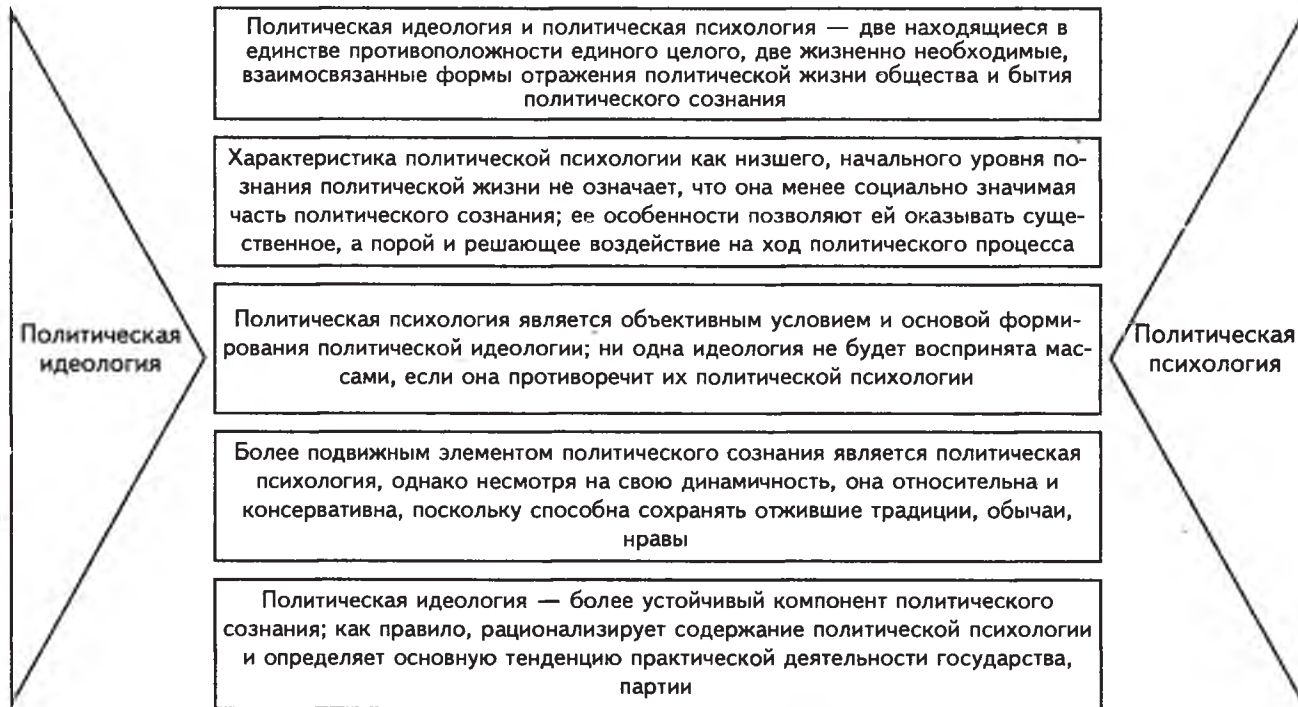 Политическая идеология и политическая психология — две находящиеся в
единстве противоположности единого целого, две жизненно необходимые,
взаимосвязанные формы отражения политической жизни общества и бытия
политического сознания
Характеристика политической психологии как низшего, начального уровня по-
знания политической жизни не означает, что она менее социально значимая
часть политического сознания; ее особенности позволяют ей оказывать суще-
ственное, а порой и решающее воздействие на ход политического процесса
Политическая
идеология
Политическая психология является объективным условием и основой форми-
рования политической идеологии; ни одна идеология не будет воспринята мас-
сами, если она противоречит их политической психологии
Политическая
психология
Более подвижным элементом политического сознания является политическая
психология, однако несмотря на свою динамичность, она относительна и
консервативна, поскольку способна сохранять отжившие традиции, обычаи,
нравы
Политическая идеология — более устойчивый компонент политического
сознания; как правило, рационализирует содержание политической психологии
и определяет основную тенденцию практической деятельности государства,
партии